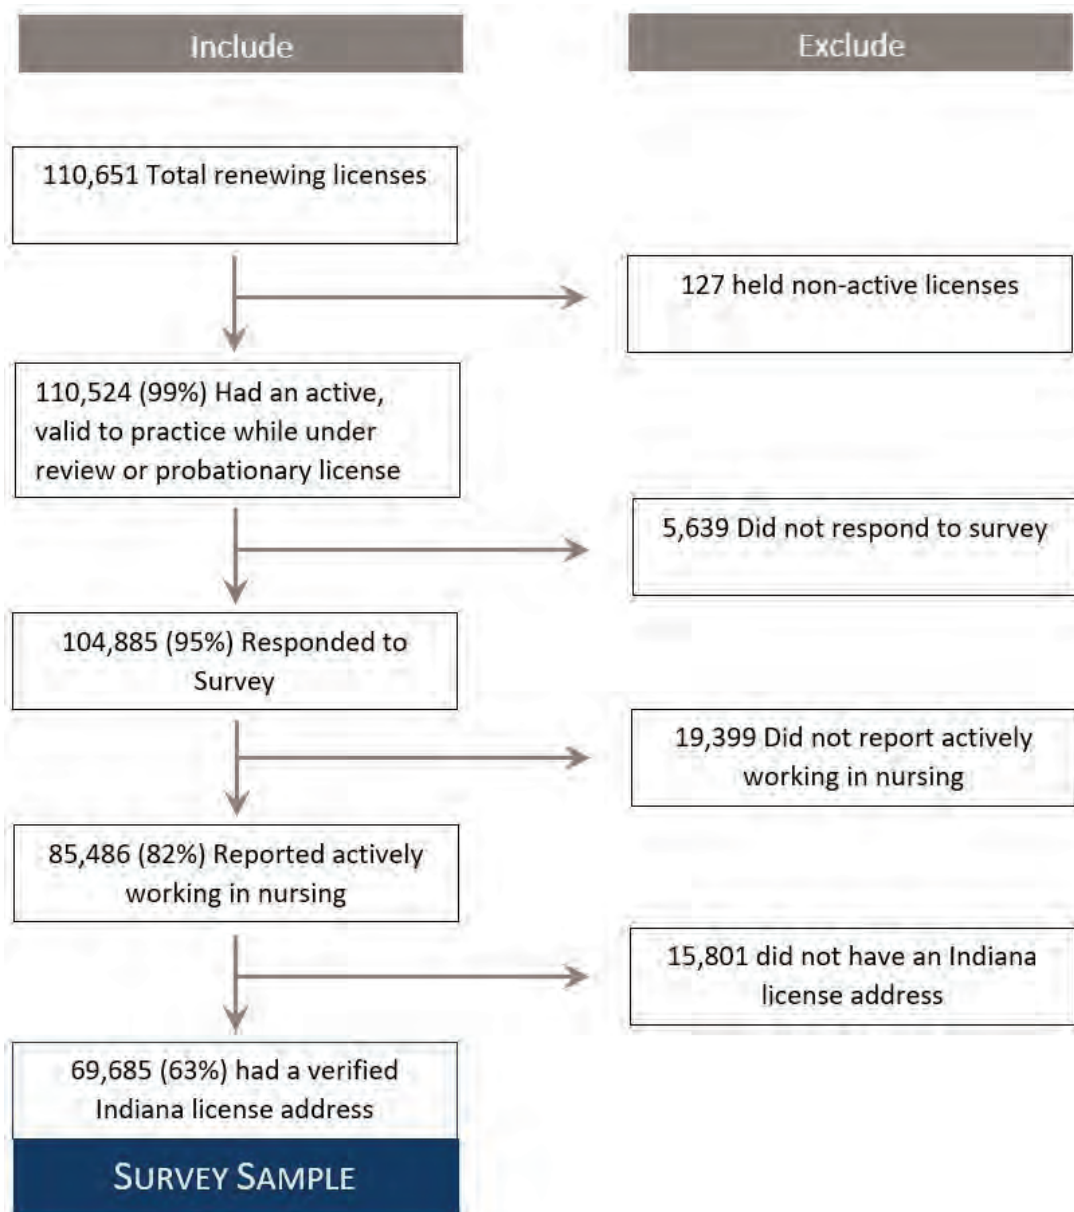 Include
Exclude
110,651 Total renewing licenses
127 held non-active licenses
110,524 (99%) Had an active,
valid to practice while under
review or probationary license
5,639 Did not respond to survey
104,885 (95%) Responded to
Survey
19,399 Did not report actively
working in nursing
85,486 (82%) Reported actively
working in nursing
15,801 did not have an Indiana
license address
69,685 (63%) had a verified
Indiana license address
SURVEY SAMPLE